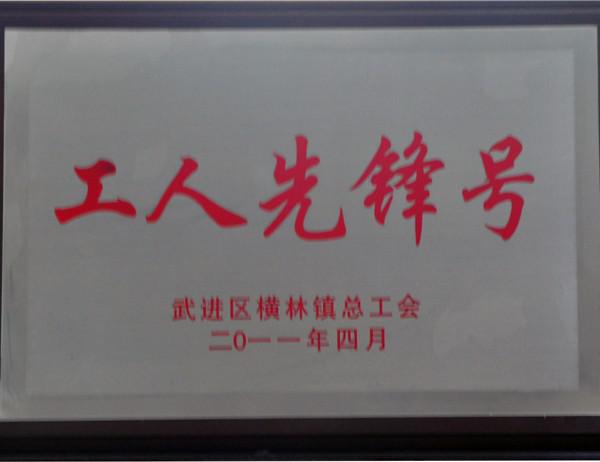 工人先锋号
武进区横林镇总工会
二0一一年四月